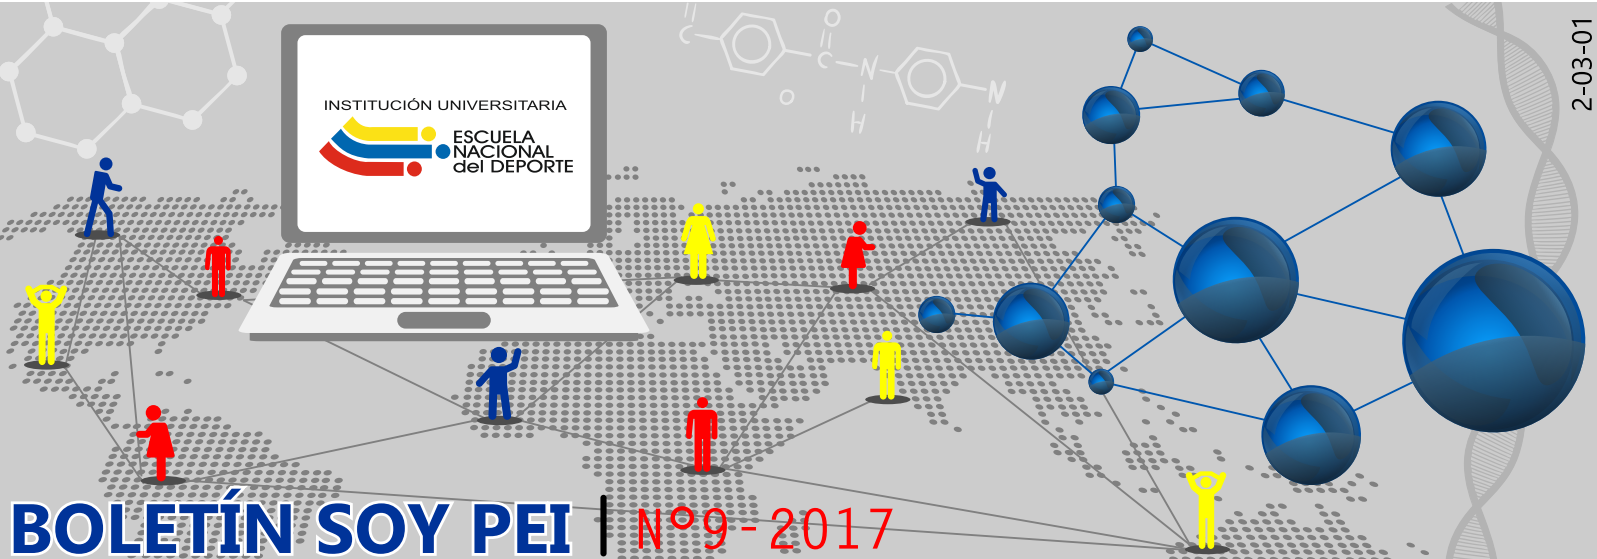 INSTITUCIÓN UNIVERSITARIA
ESCUELA
NACIONAL
del DEPORTE
C
O
C
N
H
O
N
H
2-03-01
BOLETÍN SOY PEI | N°9-2017